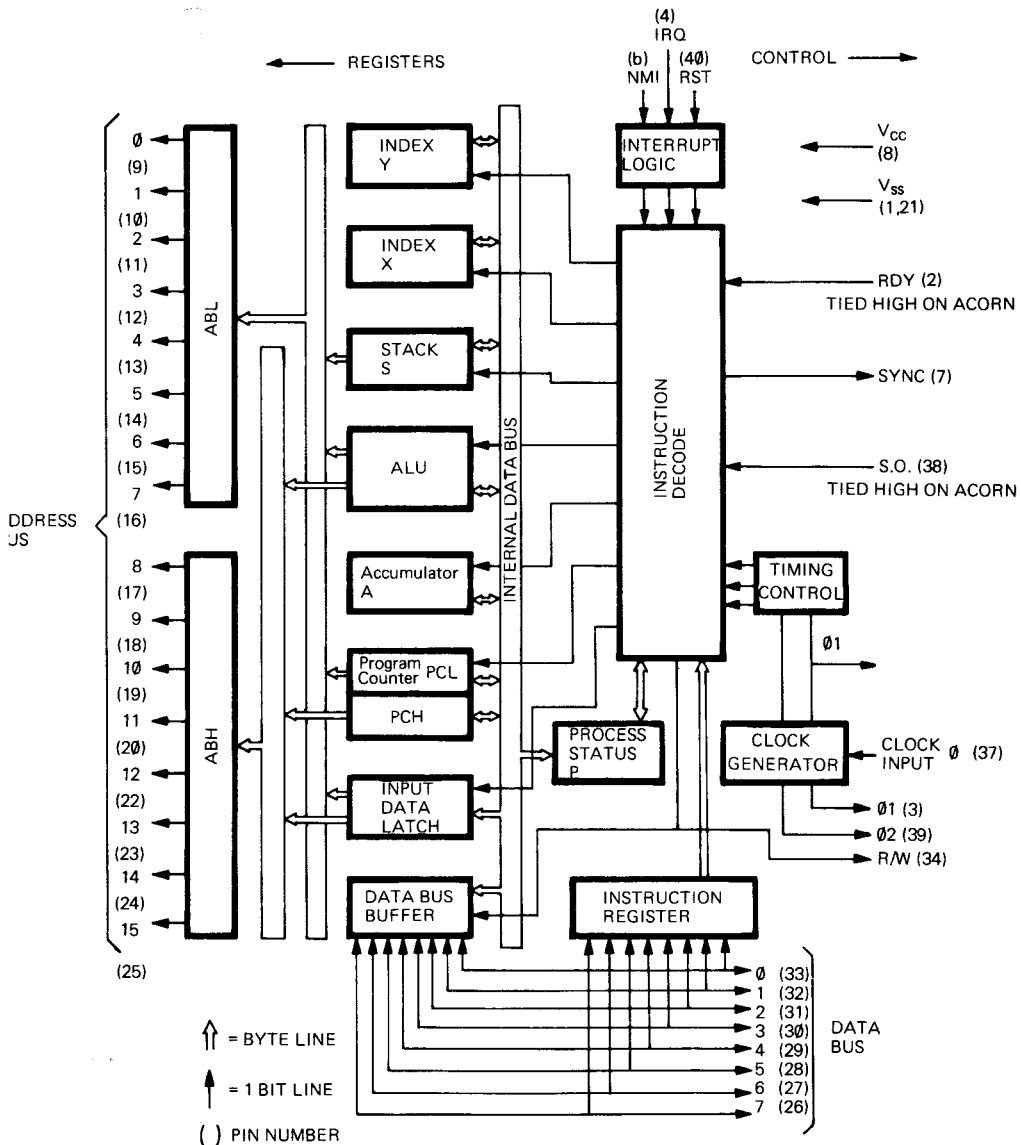 (4)
IRQ
REGISTERS
(b)
NMI
(40)
RST
CONTROL
DDRESS
US
0
(9)
1
(10)
2
(11)
3
(12)
4
(13)
5
(14)
6
(15)
7
(16)
8
(17)
9
(18)
10
(19)
11
(20)
12
(22)
13
(23)
14
(24)
15
(25)
ABL
ABH
INDEX
Y
INDEX
X
STACK
S
ALU
Accumulator
A
Program
Counter PCL
PCH
INPUT
DATA
LATCH
DATA BUS
BUFFER
INTERNAL DATA BUS
INTERRUPT
LOGIC
INSTRUCTION
DECODE
PROCESS
STATUS
P
INSTRUCTION
REGISTER
VCC
(8)
VSS
(1,21)
RDY (2)
TIED HIGH ON ACORN
SYNC (7)
S.O. (38)
TIED HIGH ON ACORN
TIMING
CONTROL
Ø1
CLOCK
GENERATOR
CLOCK Ø (37)
INPUT
Ø1 (3)
Ø2 (39)
R/W (34)
Ø (33)
1 (32)
2 (31)
3 (3Ø)
4 (29)
5 (28)
6 (27)
7 (26)
DATA
BUS
= BYTE LINE
= 1 BIT LINE
( ) PIN NUMBER